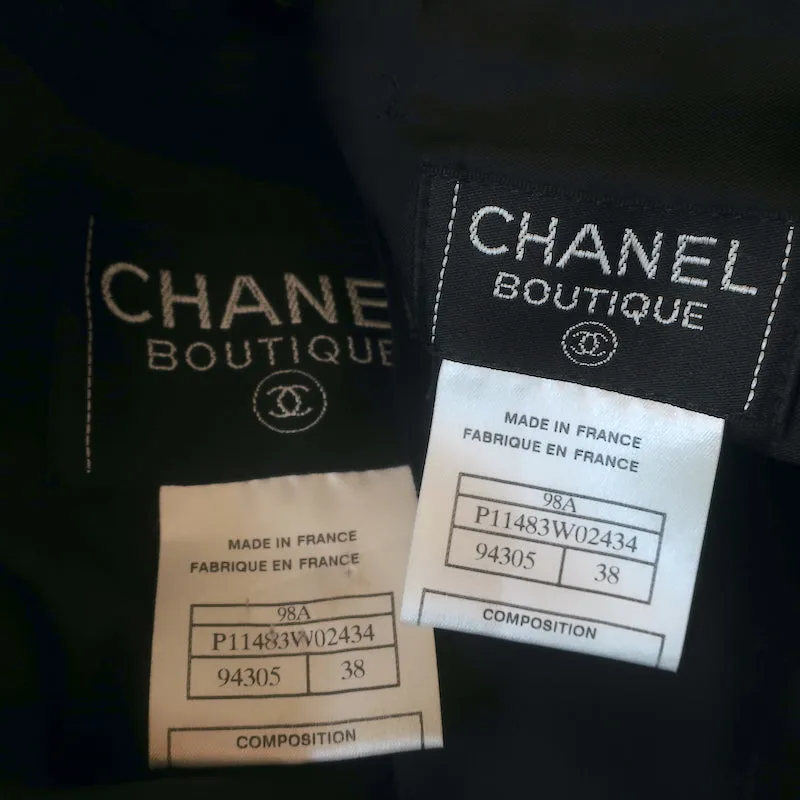 CHANE
BOUTIQUE
MADE IN FRANCE
FABRIQUE EN FRANCE
98A
P11483W02434
94305 38
COMPOSITION
CHANEL
BOUTIQUE
MADE IN FRANCE
FABRIQUE EN FRANCE
98A
P11483W02434
94305 38
COMPOSITION